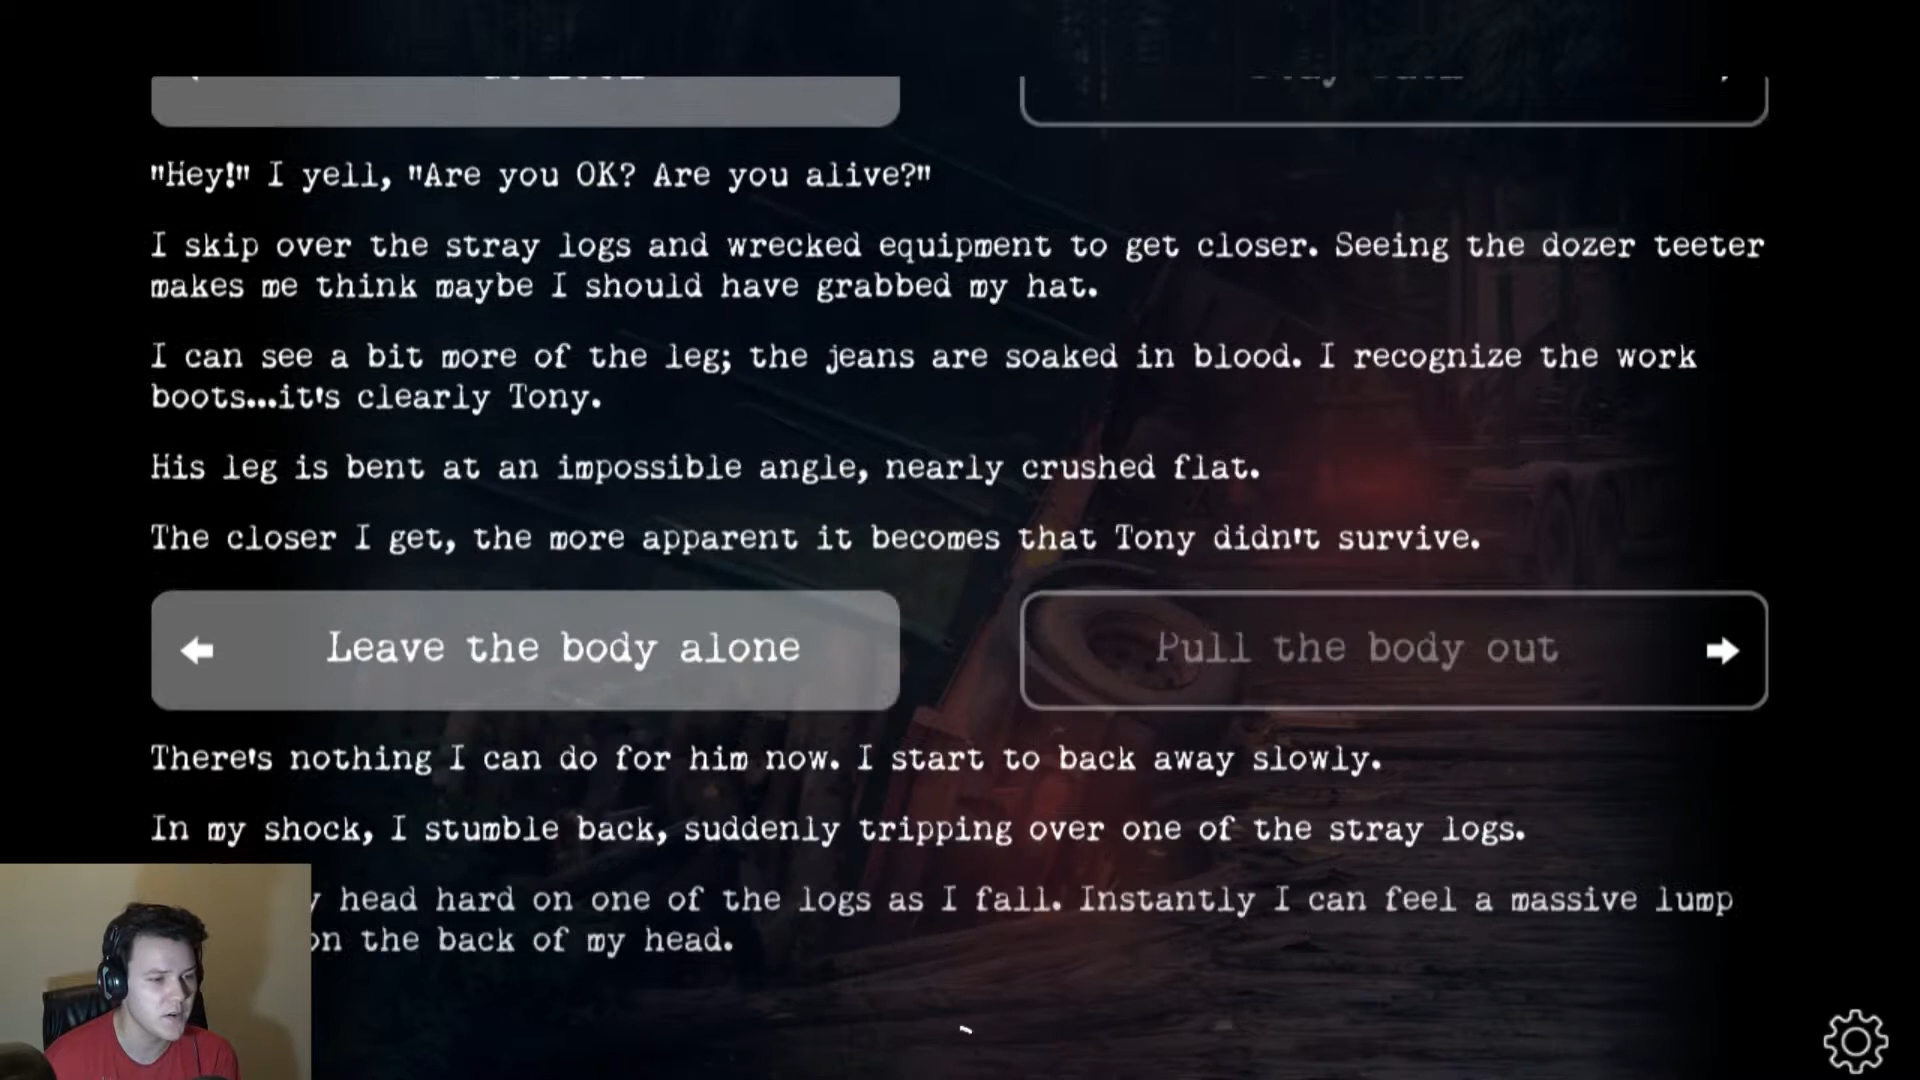 "Hey!" I yell, "Are you OK? Are you alive?"
I skip over the stray logs and wrecked equipment to get closer. Seeing the dozer teeter
makes me think maybe I should have grabbed my hat.
I can see a bit more of the leg; the jeans are soaked in blood. I recognize the work
boots...it's clearly Tony.
His leg is bent at an impossible angle, nearly crushed flat.
The closer I get, the more apparent it becomes that Tony didn't survive.
Leave the body alone
Pull the body out
There's nothing I can do for him now. I start to back away slowly.
In my shock, I stumble back, suddenly tripping over one of the stray logs.
head hard on one of the logs as I fall. Instantly I can feel a massive lump
on the back of my head.